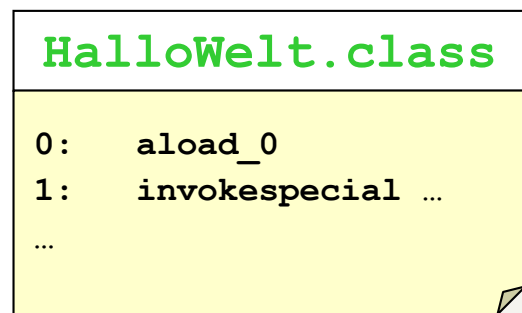 HalloWelt.class
0: aload_0
1: invokespecial …
…